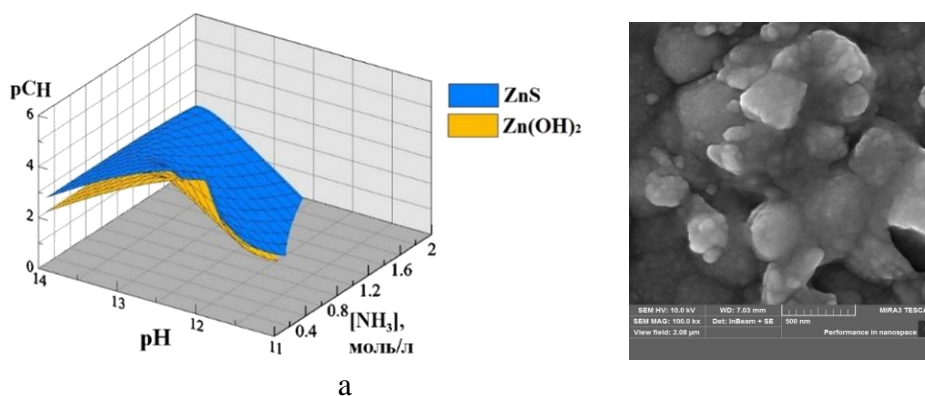 pCн
6
4
2
0
14
13
12
11
pH
0.4
0.8
1.2
1.6
2
[NH₃],
моль/л
ZnS
Zn(OH)₂
а
SEM HV: 10.0 kV WD: 7.03 mm MIRA3 TESCA
SEM MAG: 100.0 kx Det: InBeam + SE 500 nm
View field: 2.08 µm Performance in nanospace